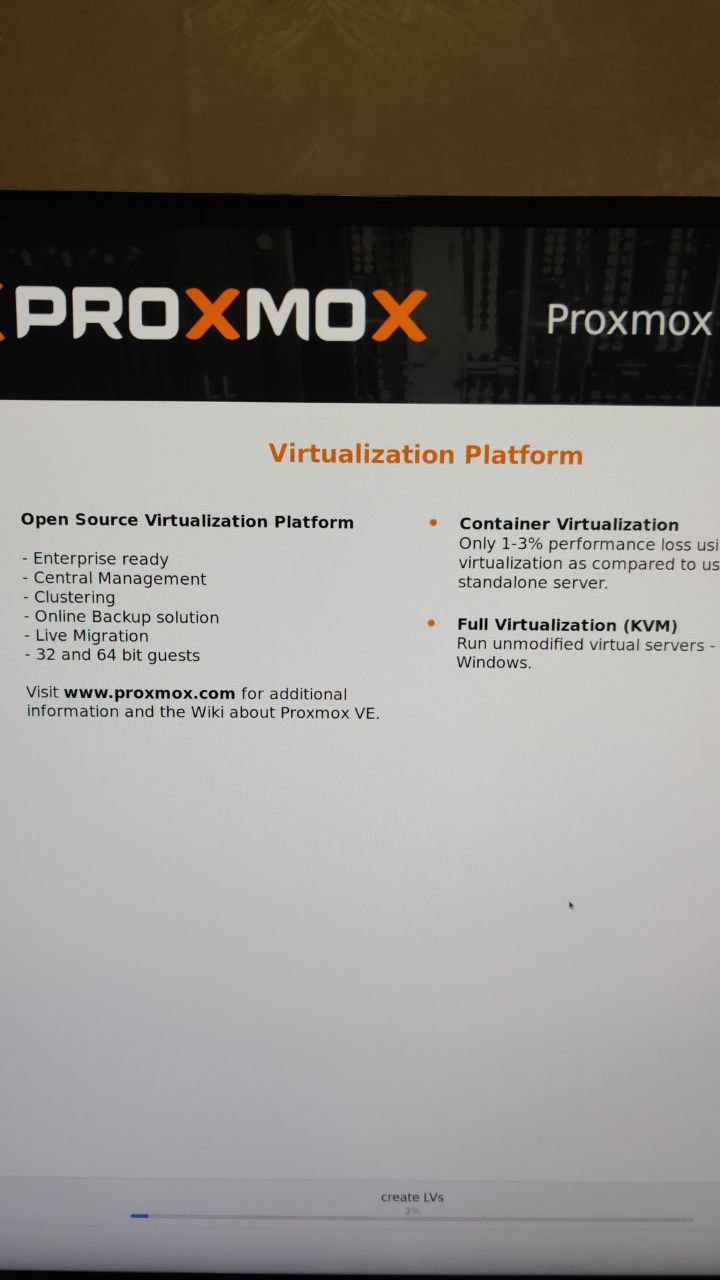 PROXMOX
Proxmox
Virtualization Platform
Open Source Virtualization Platform
- Enterprise ready
- Central Management
- Clustering
- Online Backup solution
- Live Migration
- 32 and 64 bit guests
Visit www.proxmox.com for additional
information and the Wiki about Proxmox VE.
Container Virtualization
Only 1-3% performance loss usi
virtualization as compared to us
standalone server.
Full Virtualization (KVM)
Run unmodified virtual servers -
Windows.
create LVs
3%